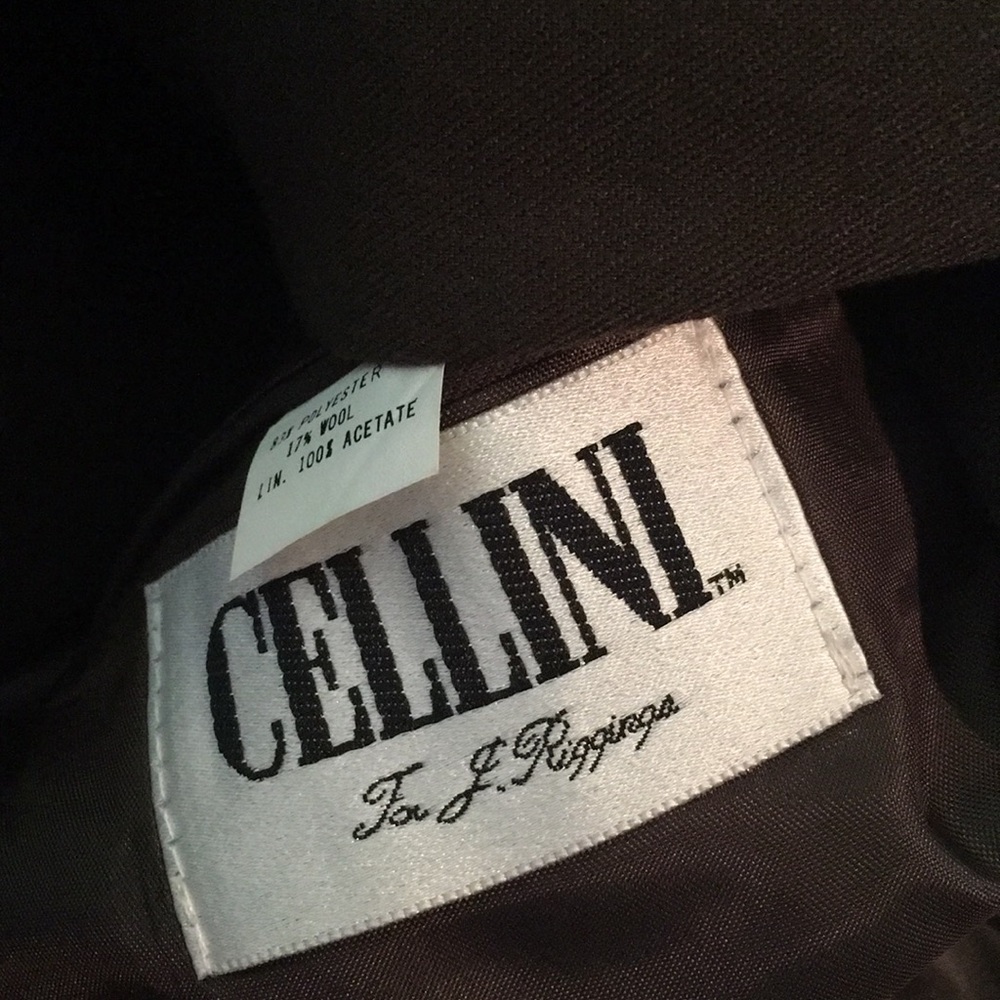 83% POLYESTER
17% WOOL
LIN. 100% ACETATE
CELLINI™
For J. Riggings